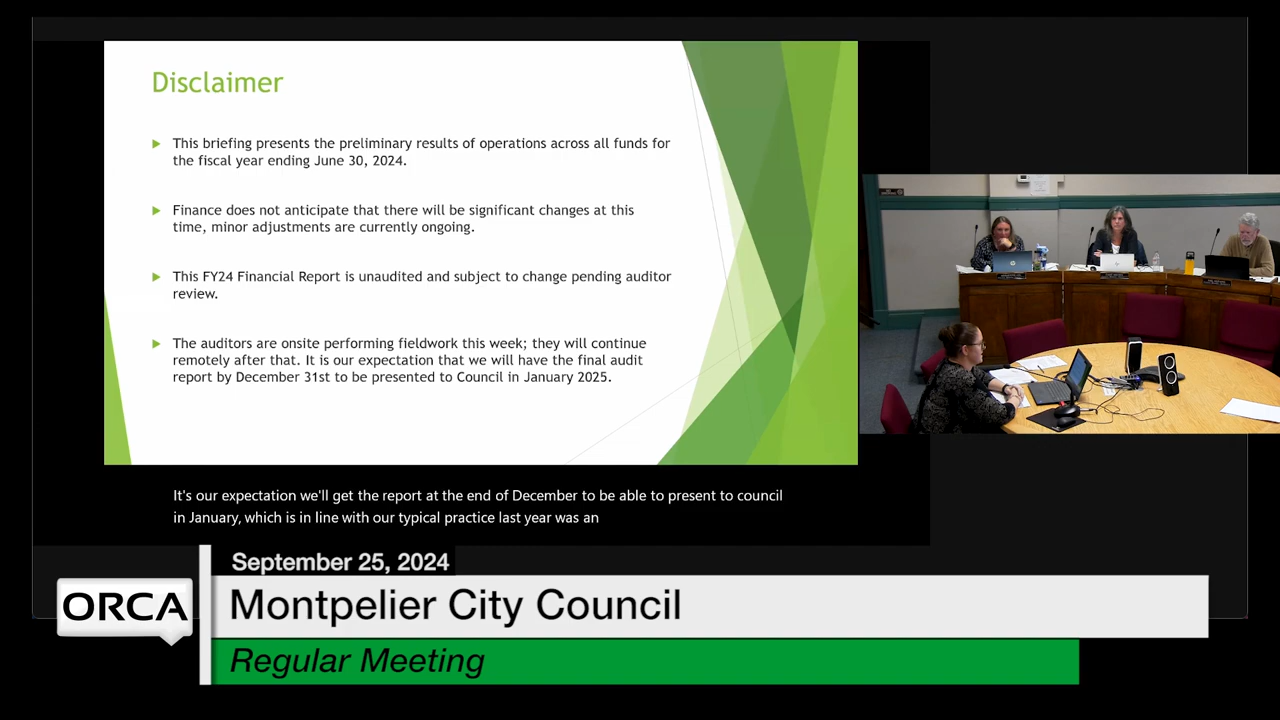 Disclaimer
This briefing presents the preliminary results of operations across all funds for
the fiscal year ending June 30, 2024.
Finance does not anticipate that there will be significant changes at this
time, minor adjustments are currently ongoing.
This FY24 Financial Report is unaudited and subject to change pending auditor
review.
The auditors are onsite performing fieldwork this week; they will continue
remotely after that. It is our expectation that we will have the final audit
report by December 31st to be presented to Council in January 2025.
It's our expectation we'll get the report at the end of December to be able to present to council
in January, which is in line with our typical practice last year was an
September 25, 2024
ORCA
Montpelier City Council
Regular Meeting